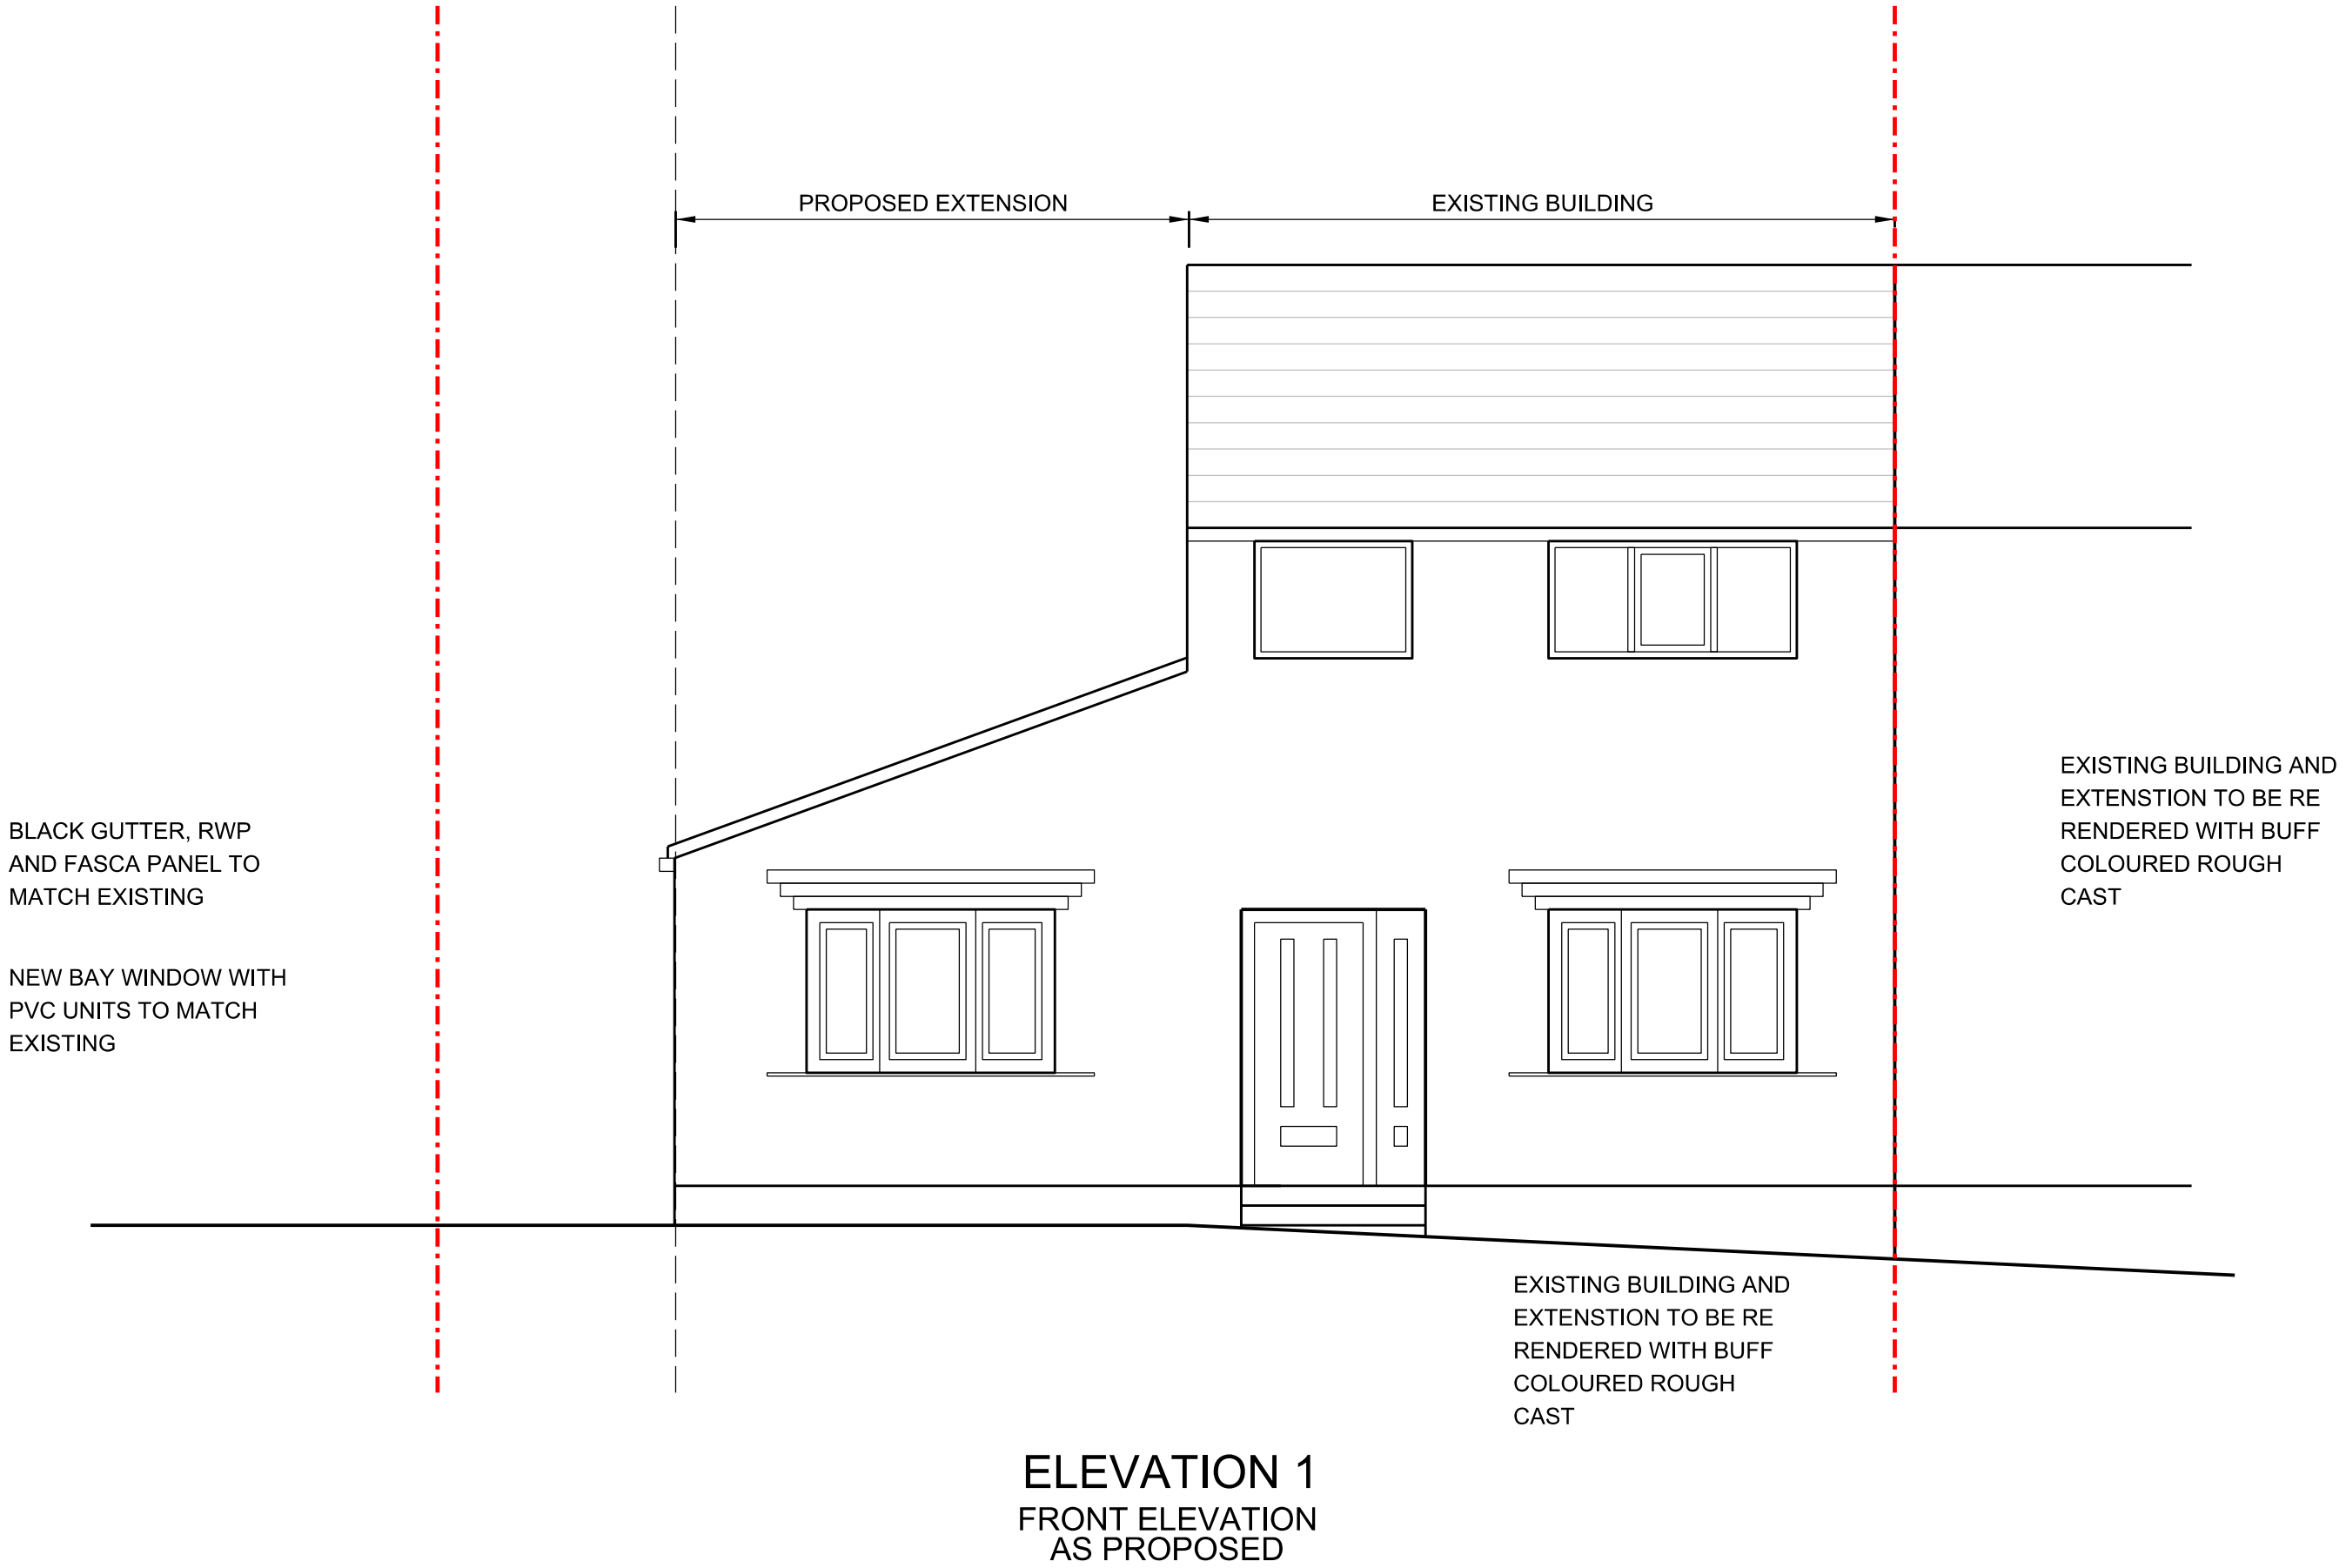 PROPOSED EXTENSION
EXISTING BUILDING
EXISTING BUILDING AND
EXTENSTION TO BE RE
RENDERED WITH BUFF
COLOURED ROUGH
CAST
BLACK GUTTER, RWP
AND FASCA PANEL TO
MATCH EXISTING
NEW BAY WINDOW WITH
PVC UNITS TO MATCH
EXISTING
EXISTING BUILDING AND
EXTENSTION TO BE RE
RENDERED WITH BUFF
COLOURED ROUGH
CAST
ELEVATION 1
FRONT ELEVATION
AS PROPOSED